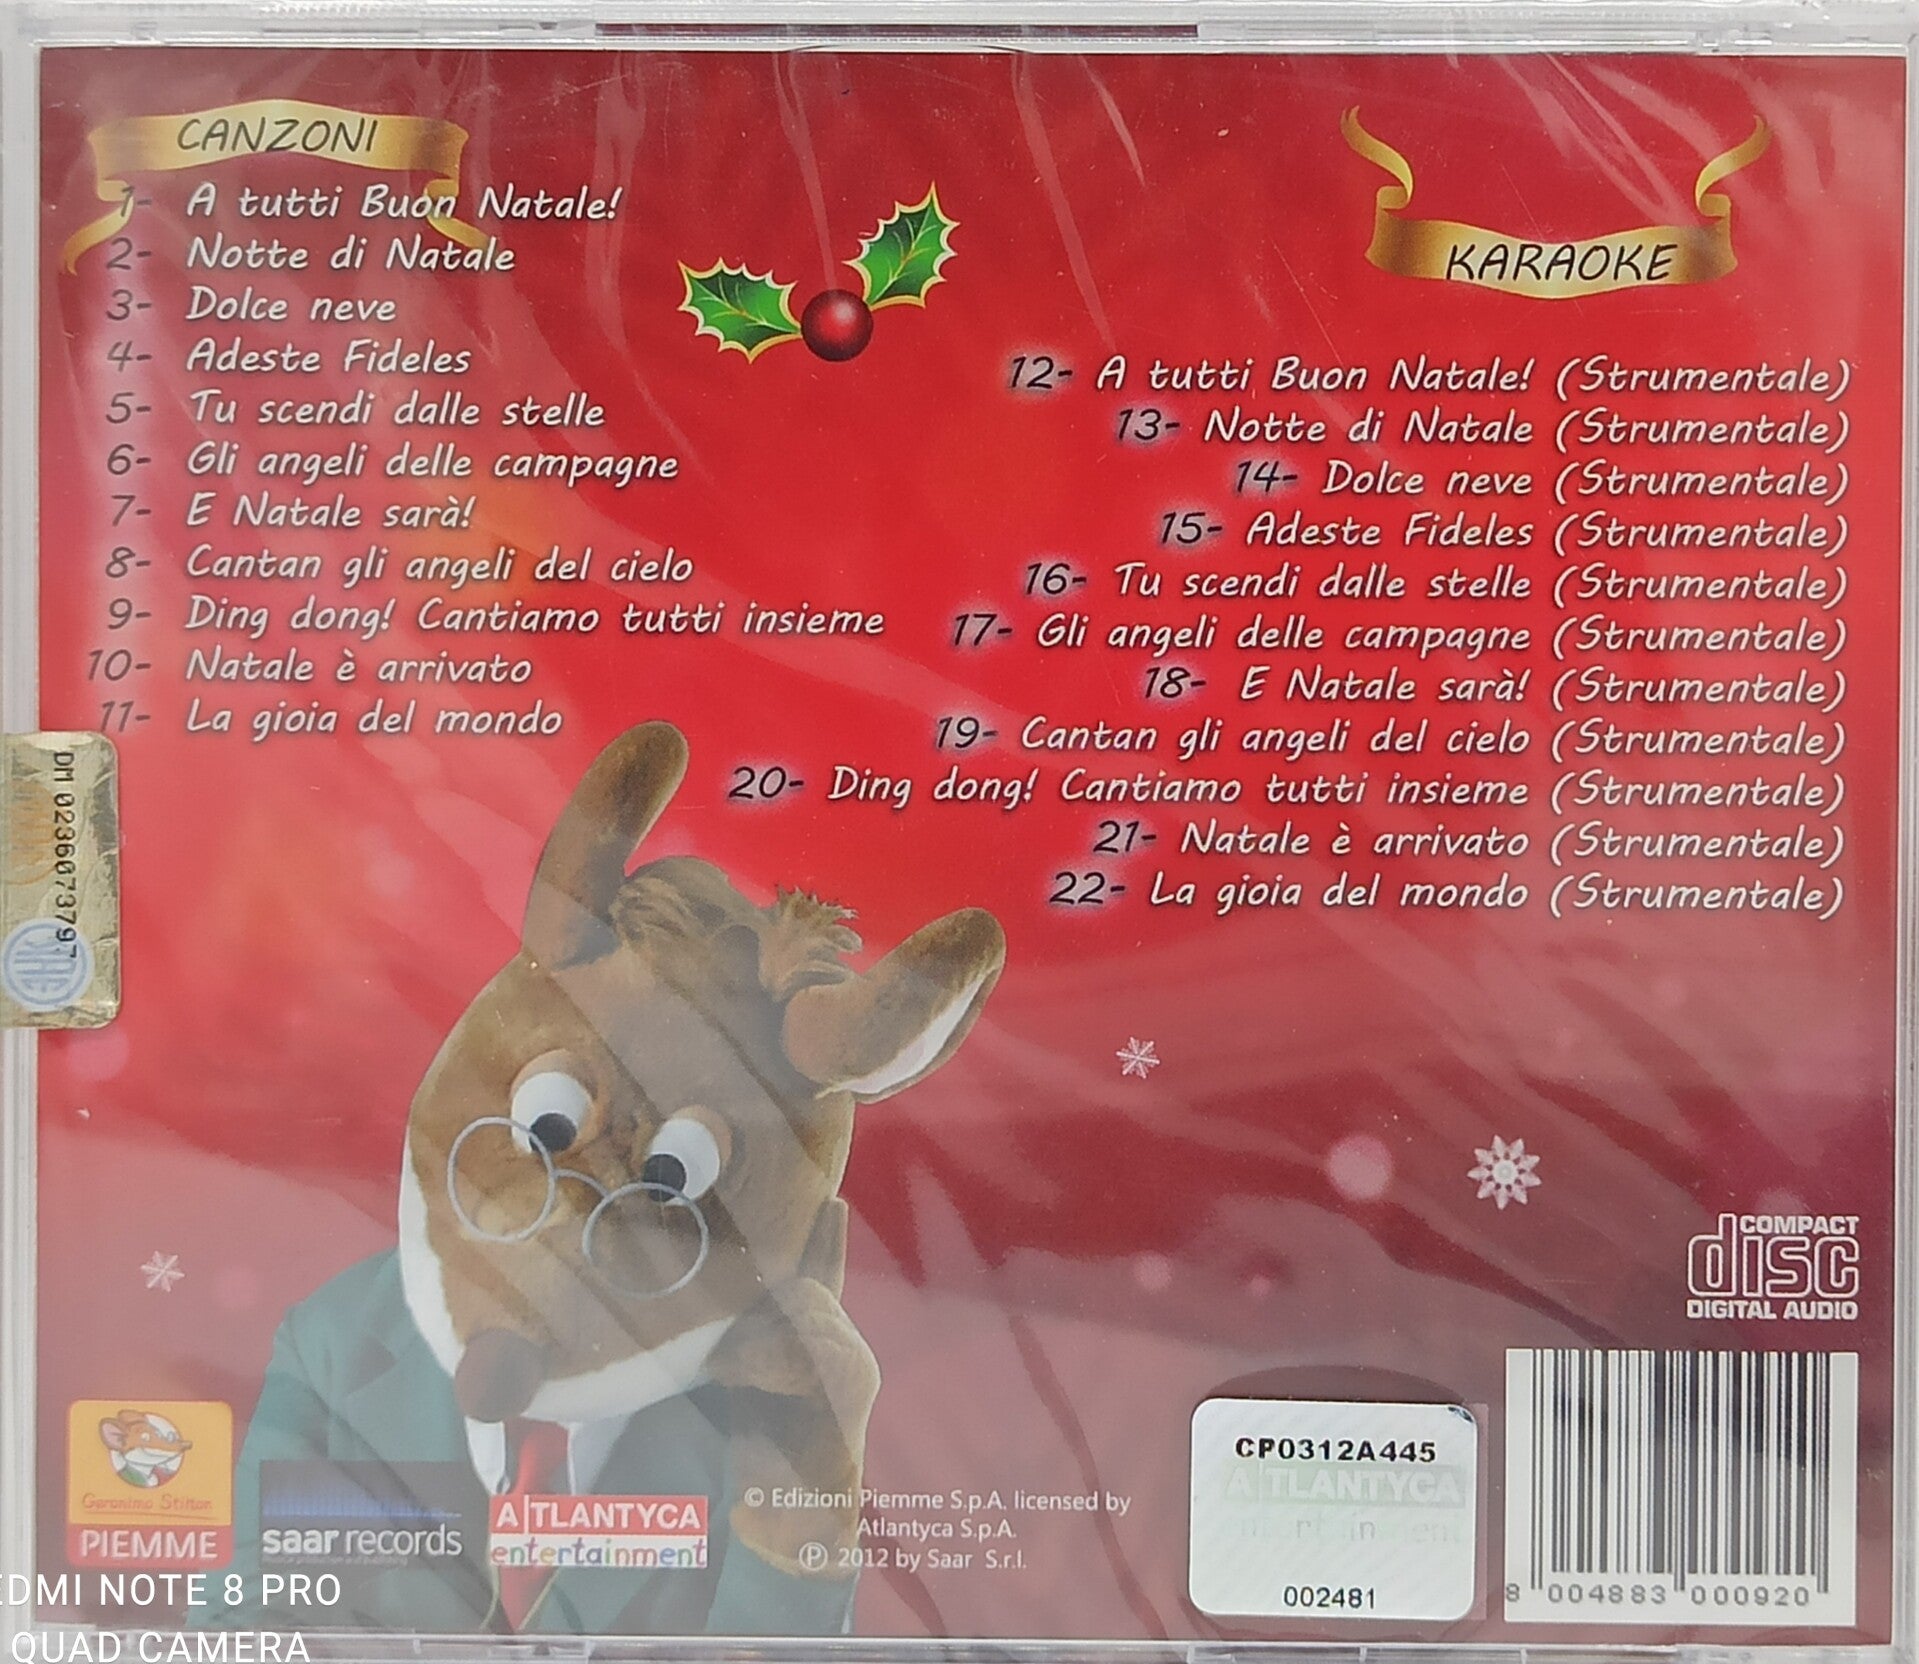 CANZONI
1- A tutti Buon Natale!
2- Notte di Natale
3- Dolce neve
4- Adeste Fideles
5- Tu scendi dalle stelle
6- Gli angeli delle campagne
7- E Natale sarà!
8- Cantan gli angeli del cielo
9- Ding dong! Cantiamo tutti insieme
10- Natale è arrivato
11- La gioia del mondo
KARAOKE
12- A tutti Buon Natale! (Strumentale)
13- Notte di Natale (Strumentale)
14- Dolce neve (Strumentale)
15- Adeste Fideles (Strumentale)
16- Tu scendi dalle stelle (Strumentale)
17- Gli angeli delle campagne (Strumentale)
18- E Natale sarà! (Strumentale)
19- Cantan gli angeli del cielo (Strumentale)
20- Ding dong! Cantiamo tutti insieme (Strumentale)
21- Natale è arrivato (Strumentale)
22- La gioia del mondo (Strumentale)
DM 0236073797
COMPACT
disc
DIGITAL AUDIO
Geronimo Stilton
PIEMME
saar records
ATLANTYCA
entertainment
© Edizioni Piemme S.p.A. licensed by
Atlantyca S.p.A.
℗ 2012 by Saar S.r.l.
CP0312A445
ATLANTYCA
002481
8 004883 000920
EDMI NOTE 8 PRO
QUAD CAMERA